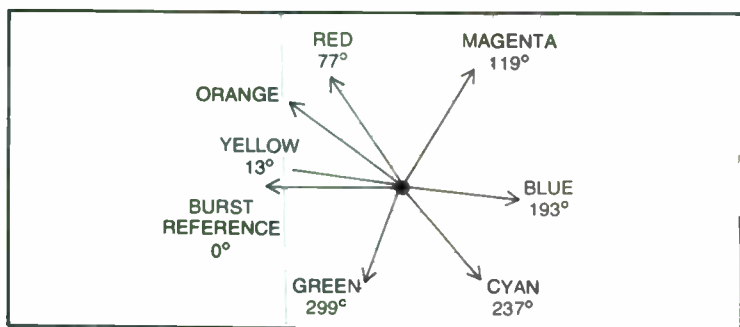 RED
77°
MAGENTA
119°
ORANGE
YELLOW
13°
BURST
REFERENCE
0°
BLUE
193°
GREEN
299°
CYAN
237°